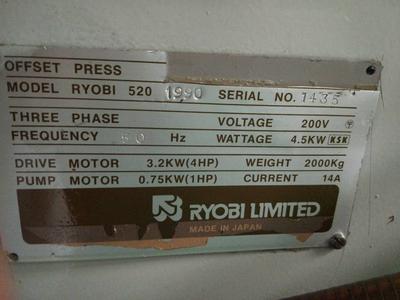 OFFSET PRESS
MODEL RYOBI 520 1990 SERIAL NO. 1435
THREE PHASE VOLTAGE 200V
FREQUENCY Hz WATTAGE 4.5KW KSK
DRIVE MOTOR 3.2KW(4HP) WEIGHT 2000Kg
PUMP MOTOR 0.75KW(1HP) CURRENT 14A
RYOBI LIMITED
MADE IN JAPAN